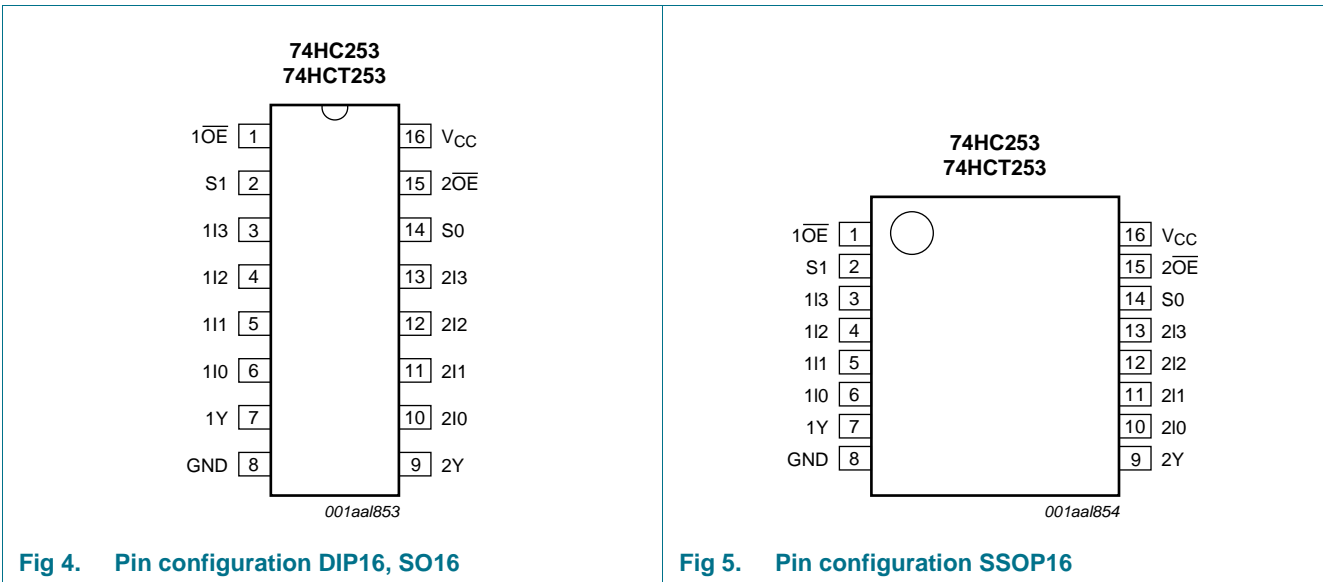 74HC253
74HCT253
1O̅E̅ 1
S1 2
1I3 3
1I2 4
1I1 5
1I0 6
1Y 7
GND 8
16 VCC
15 2O̅E̅
14 S0
13 2I3
12 2I2
11 2I1
10 2I0
9 2Y
001aal853
Fig 4. Pin configuration DIP16, SO16
74HC253
74HCT253
1O̅E̅ 1
S1 2
1I3 3
1I2 4
1I1 5
1I0 6
1Y 7
GND 8
16 VCC
15 2O̅E̅
14 S0
13 2I3
12 2I2
11 2I1
10 2I0
9 2Y
001aal854
Fig 5. Pin configuration SSOP16